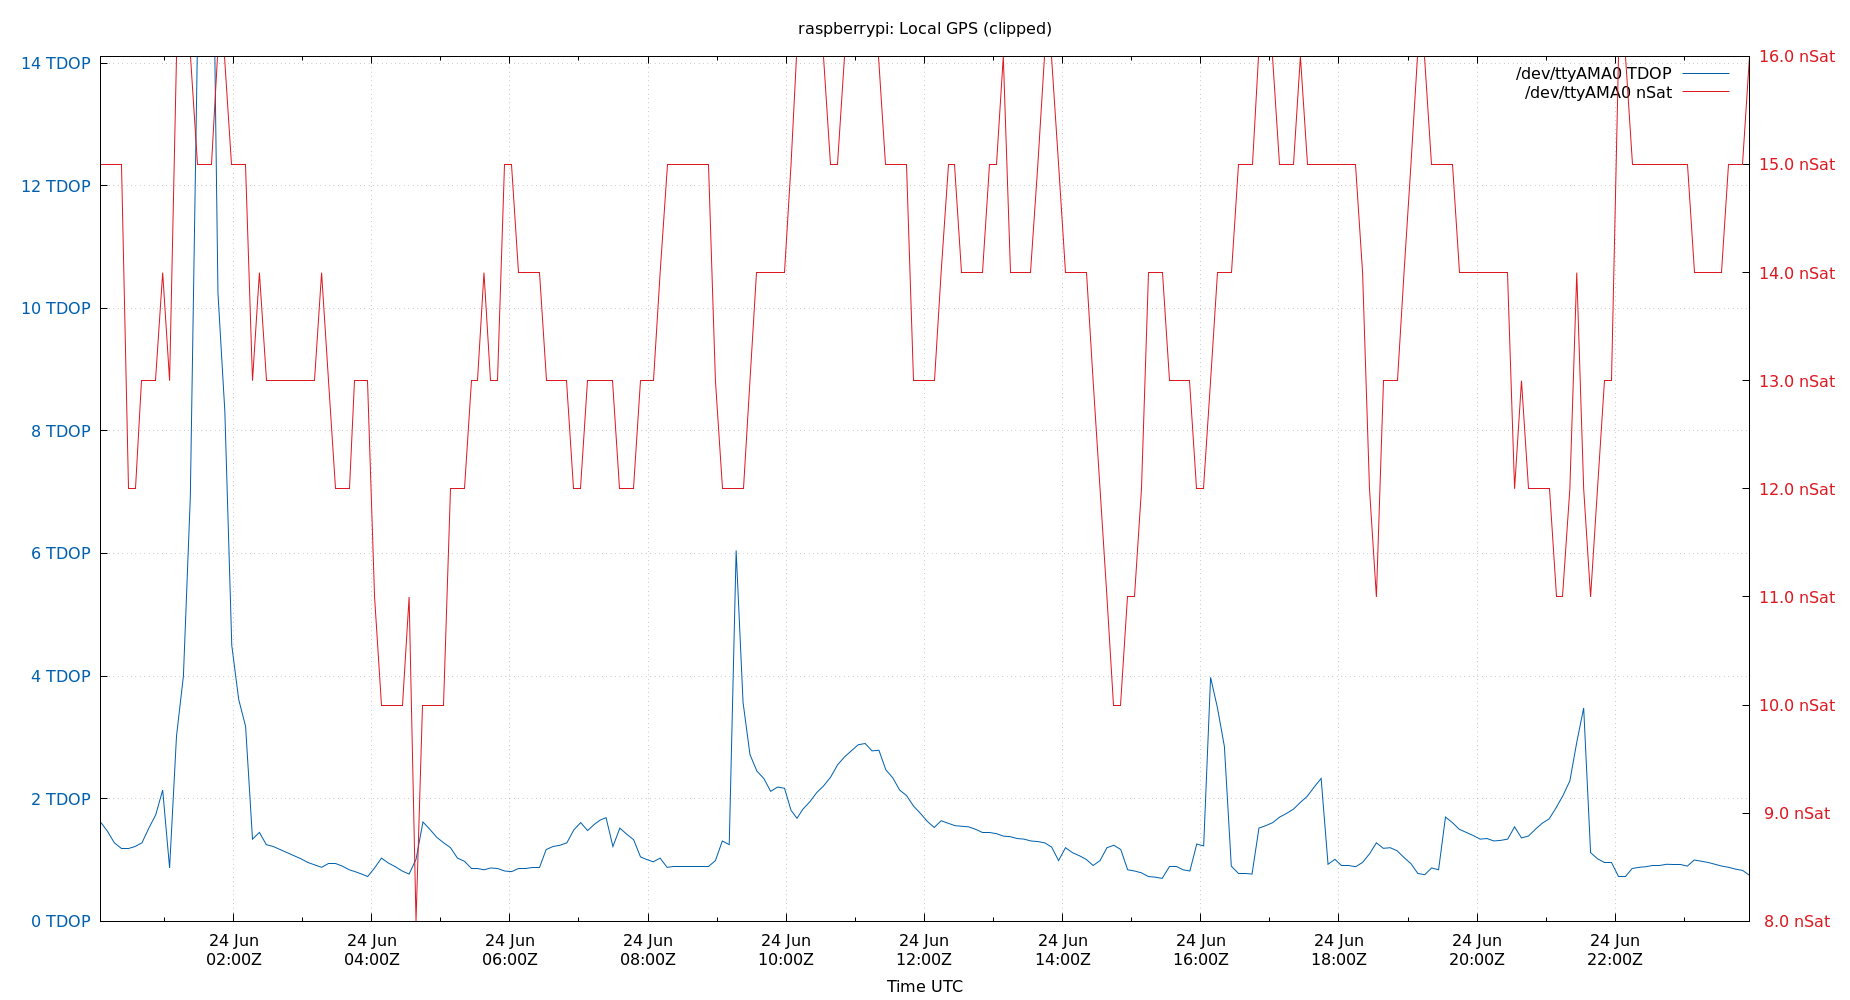 raspberrypi: Local GPS (clipped)
14 TDOP
12 TDOP
10 TDOP
8 TDOP
6 TDOP
4 TDOP
2 TDOP
0 TDOP
16.0 nSat
15.0 nSat
14.0 nSat
13.0 nSat
12.0 nSat
11.0 nSat
10.0 nSat
9.0 nSat
8.0 nSat
/dev/ttyAMA0 TDOP
/dev/ttyAMA0 nSat
24 Jun
02:00Z
24 Jun
04:00Z
24 Jun
06:00Z
24 Jun
08:00Z
24 Jun
10:00Z
24 Jun
12:00Z
24 Jun
14:00Z
24 Jun
16:00Z
24 Jun
18:00Z
24 Jun
20:00Z
24 Jun
22:00Z
Time UTC